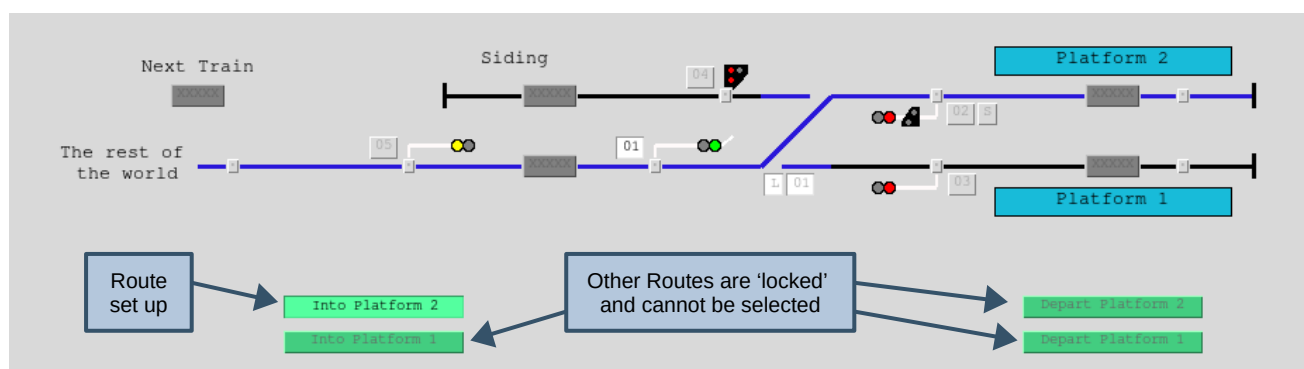 Siding
Platform 2
Next Train
04
XXXXX
XXXXX
XXXXX
02 S
05
01
The rest of
the world
XXXXX
XXXXX
L 01
03
Platform 1
Route
set up
Other Routes are ‘locked’
and cannot be selected
Into Platform 2
Depart Platform 2
Into Platform 1
Depart Platform 1